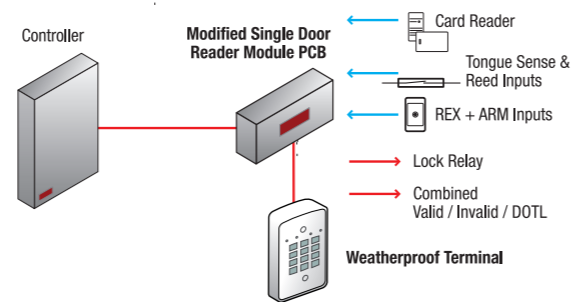 Controller
Modified Single Door
Reader Module PCB
Card Reader
Tongue Sense &
Reed Inputs
REX + ARM Inputs
Lock Relay
Combined
Valid / Invalid / DOTL
Weatherproof Terminal